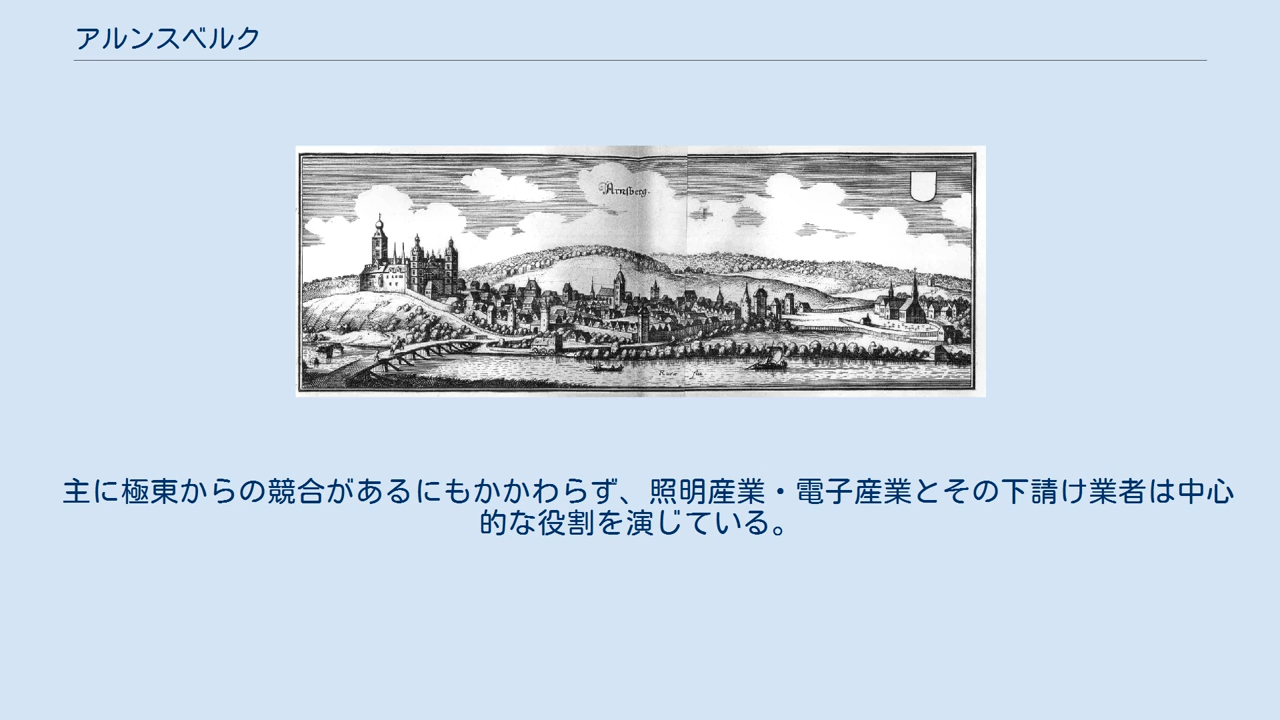 アルンスベルク
Arnsberg.
主に極東からの競合があるにもかかわらず、照明産業・電子産業とその下請け業者は中心
的な役割を演じている。